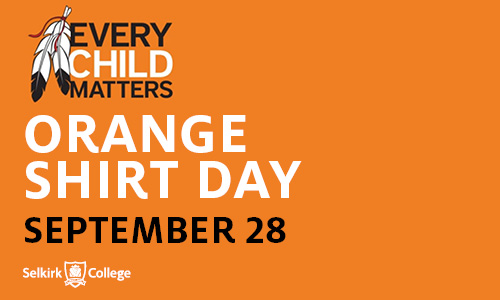 EVERY
CHILD
MATTERS
ORANGE
SHIRT DAY
SEPTEMBER 28
Selkirk College